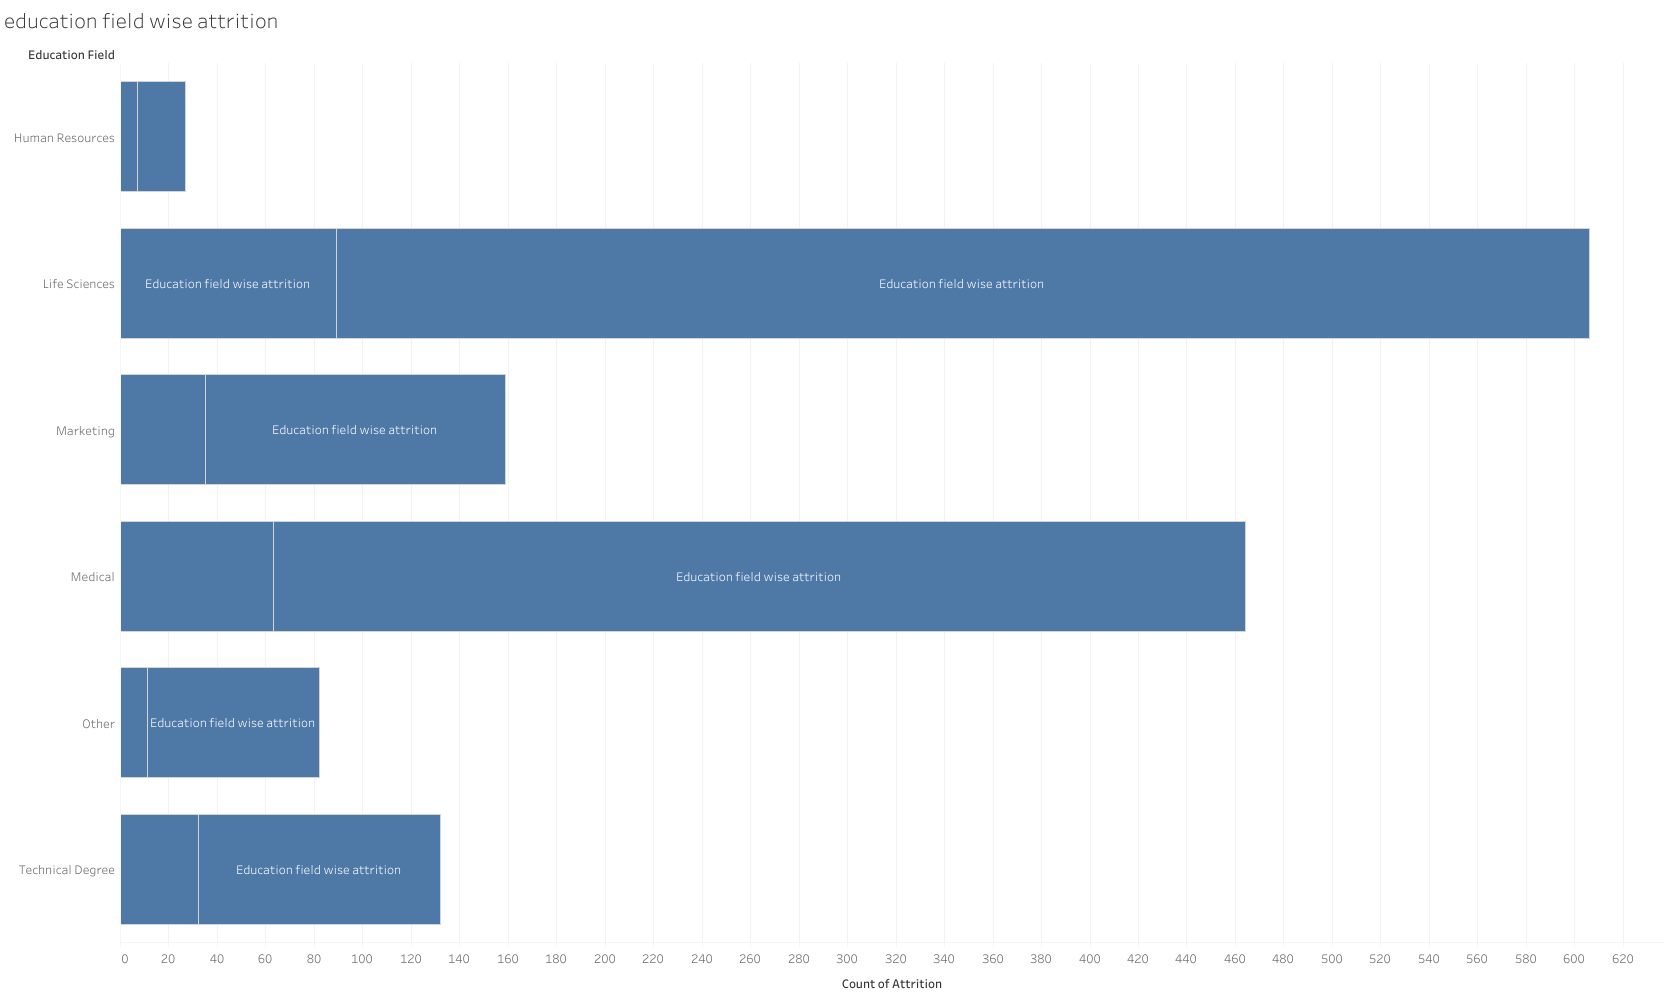 education field wise attrition
Education Field
Human Resources
Life Sciences
Education field wise attrition
Education field wise attrition
Marketing
Education field wise attrition
Medical
Education field wise attrition
Other
Education field wise attrition
Technical Degree
Education field wise attrition
0 20 40 60 80 100 120 140 160 180 200 220 240 260 280 300 320 340 360 380 400 420 440 460 480 500 520 540 560 580 600 620
Count of Attrition